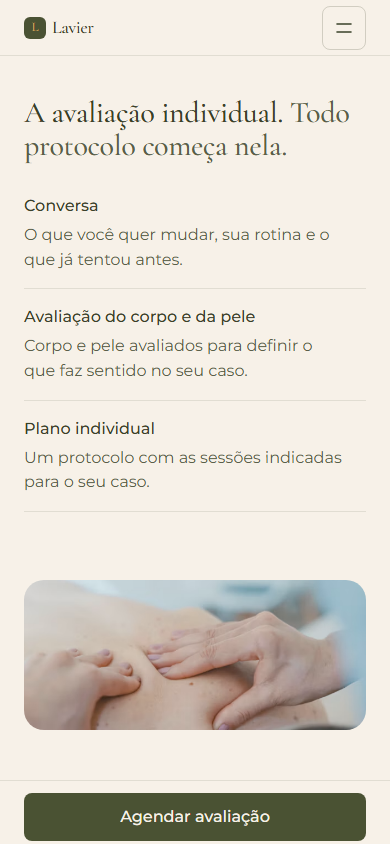 L Lavier
A avaliação individual. Todo
protocolo começa nela.
Conversa
O que você quer mudar, sua rotina e o
que já tentou antes.
Avaliação do corpo e da pele
Corpo e pele avaliados para definir o
que faz sentido no seu caso.
Plano individual
Um protocolo com as sessões indicadas
para o seu caso.
Agendar avaliação